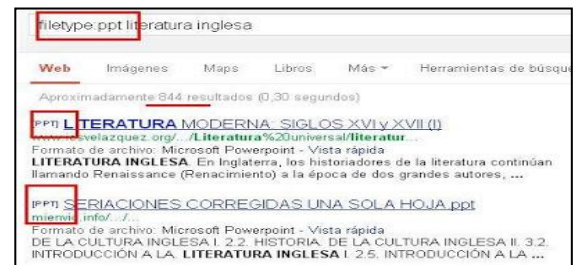 filetype:ppt literatura inglesa
Web Imágenes Maps Libros Más Herramientas de búsque
Aproximadamente 844 resultados (0,30 segundos)
[PPT] LITERATURA MODERNA: SIGLOS XVI y XVII (I)
www.iesvelazquez.org/.../Literatura%20universal/literatur...
Formato de archivo: Microsoft Powerpoint - Vista rápida
LITERATURA INGLESA. En Inglaterra, los historiadores de la literatura continúan
llamando Renaissance (Renacimiento) a la época de dos grandes autores, ...
[PPT] SERIACIONES CORREGIDAS UNA SOLA HOJA.ppt
mienvic.info/.../...
Formato de archivo: Microsoft Powerpoint - Vista rápida
DE LA CULTURA INGLESA I. 2.2. HISTORIA. DE LA CULTURA INGLESA II. 3.2.
INTRODUCCIÓN A LA. LITERATURA INGLESA I. 2.5. INTRODUCCIÓN A LA ...